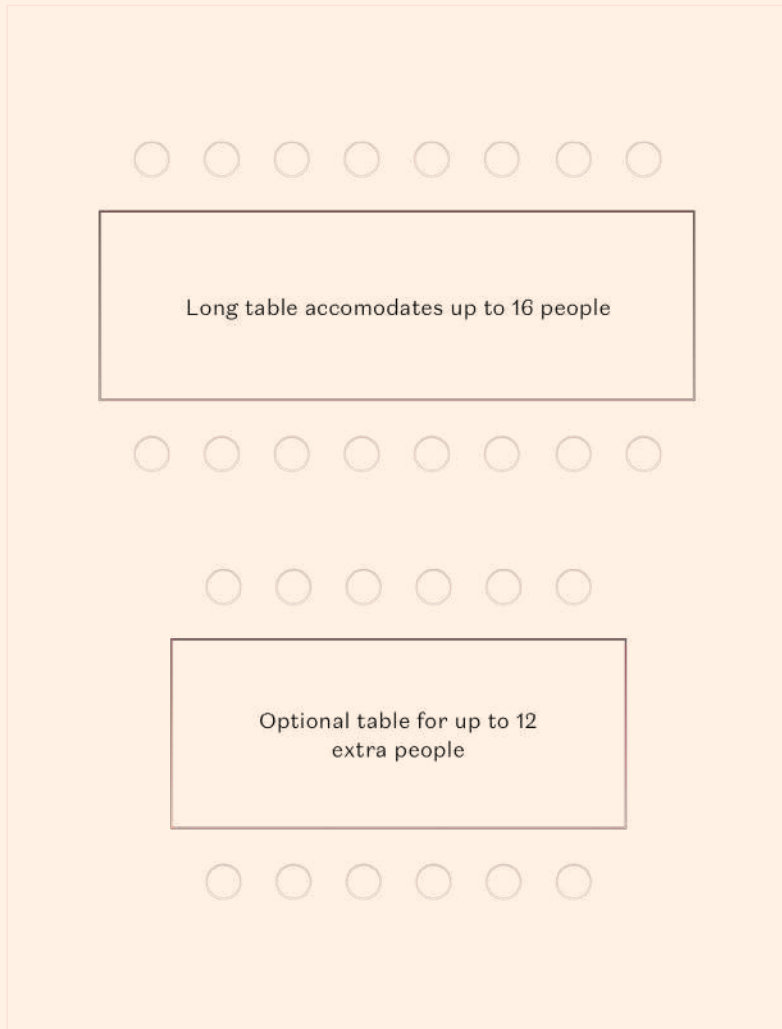 Long table accomodates up to 16 people
Optional table for up to 12
extra people